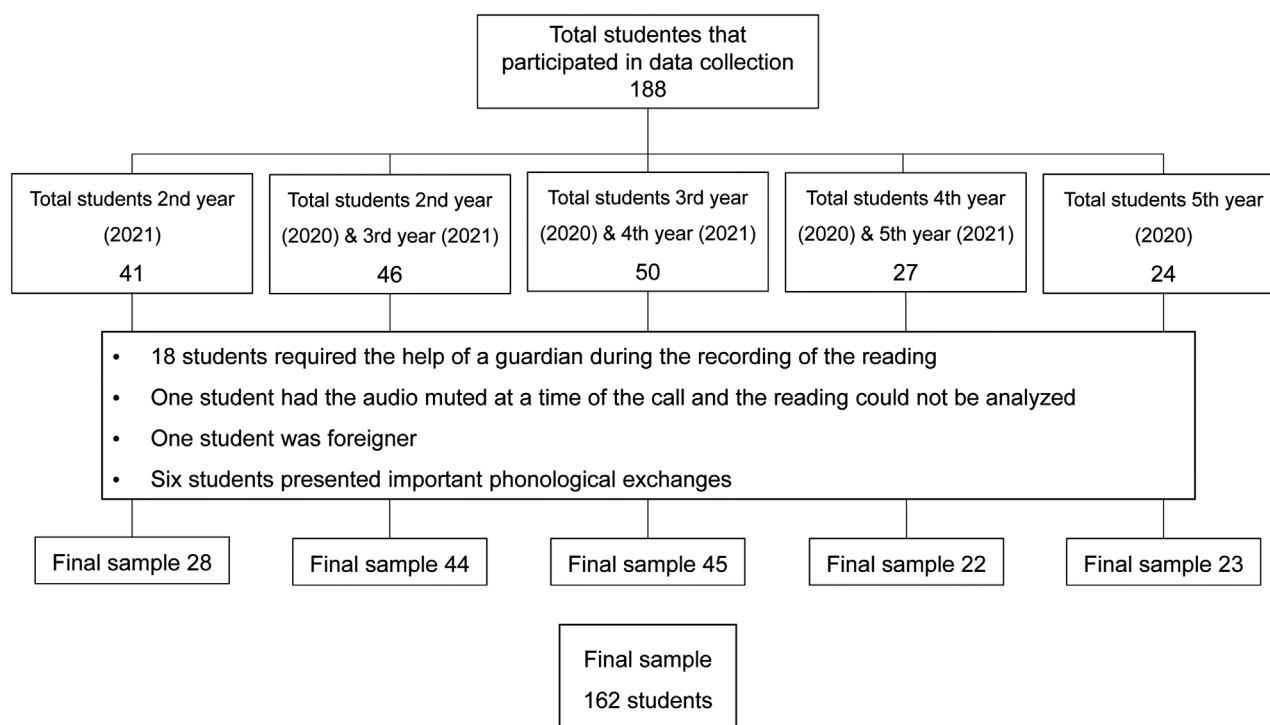 Total studentes that
participated in data collection
188
Total students 2nd year
(2021)
41
Total students 2nd year
(2020) & 3rd year (2021)
46
Total students 3rd year
(2020) & 4th year (2021)
50
Total students 4th year
(2020) & 5th year (2021)
27
Total students 5th year
(2020)
24
• 18 students required the help of a guardian during the recording of the reading
• One student had the audio muted at a time of the call and the reading could not be analyzed
• One student was foreigner
• Six students presented important phonological exchanges
Final sample 28
Final sample 44
Final sample 45
Final sample 22
Final sample 23
Final sample
162 students